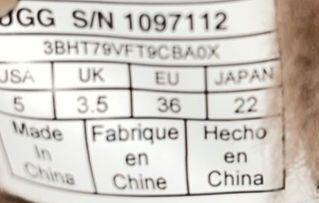 UGG S/N 1097112
3BHT79VFT9CBA0X
USA UK EU JAPAN
5 3.5 36 22
Made Fabrique Hecho
In en en
China Chine China